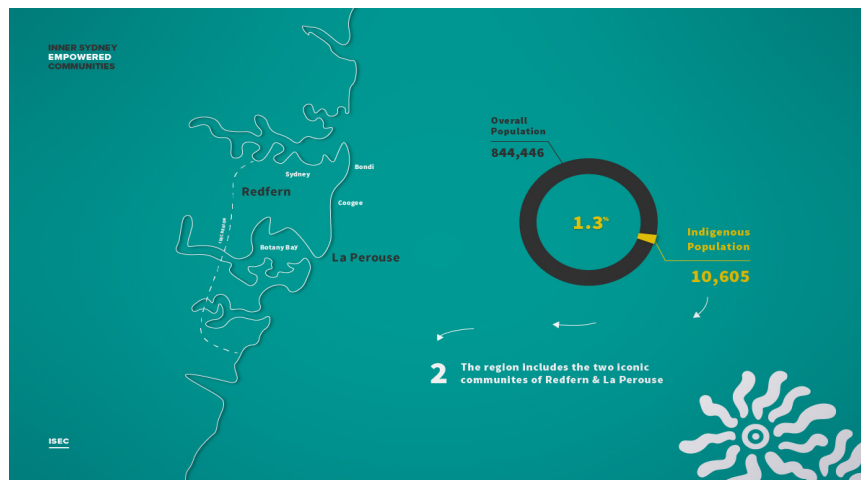 INNER SYDNEY
EMPOWERED
COMMUNITIES
Sydney
Bondi
Redfern
Coogee
Botany Bay
La Perouse
Overall
Population
844,446
1.3%
Indigenous
Population
10,605
2
The region includes the two iconic
communites of Redfern & La Perouse
ISEC